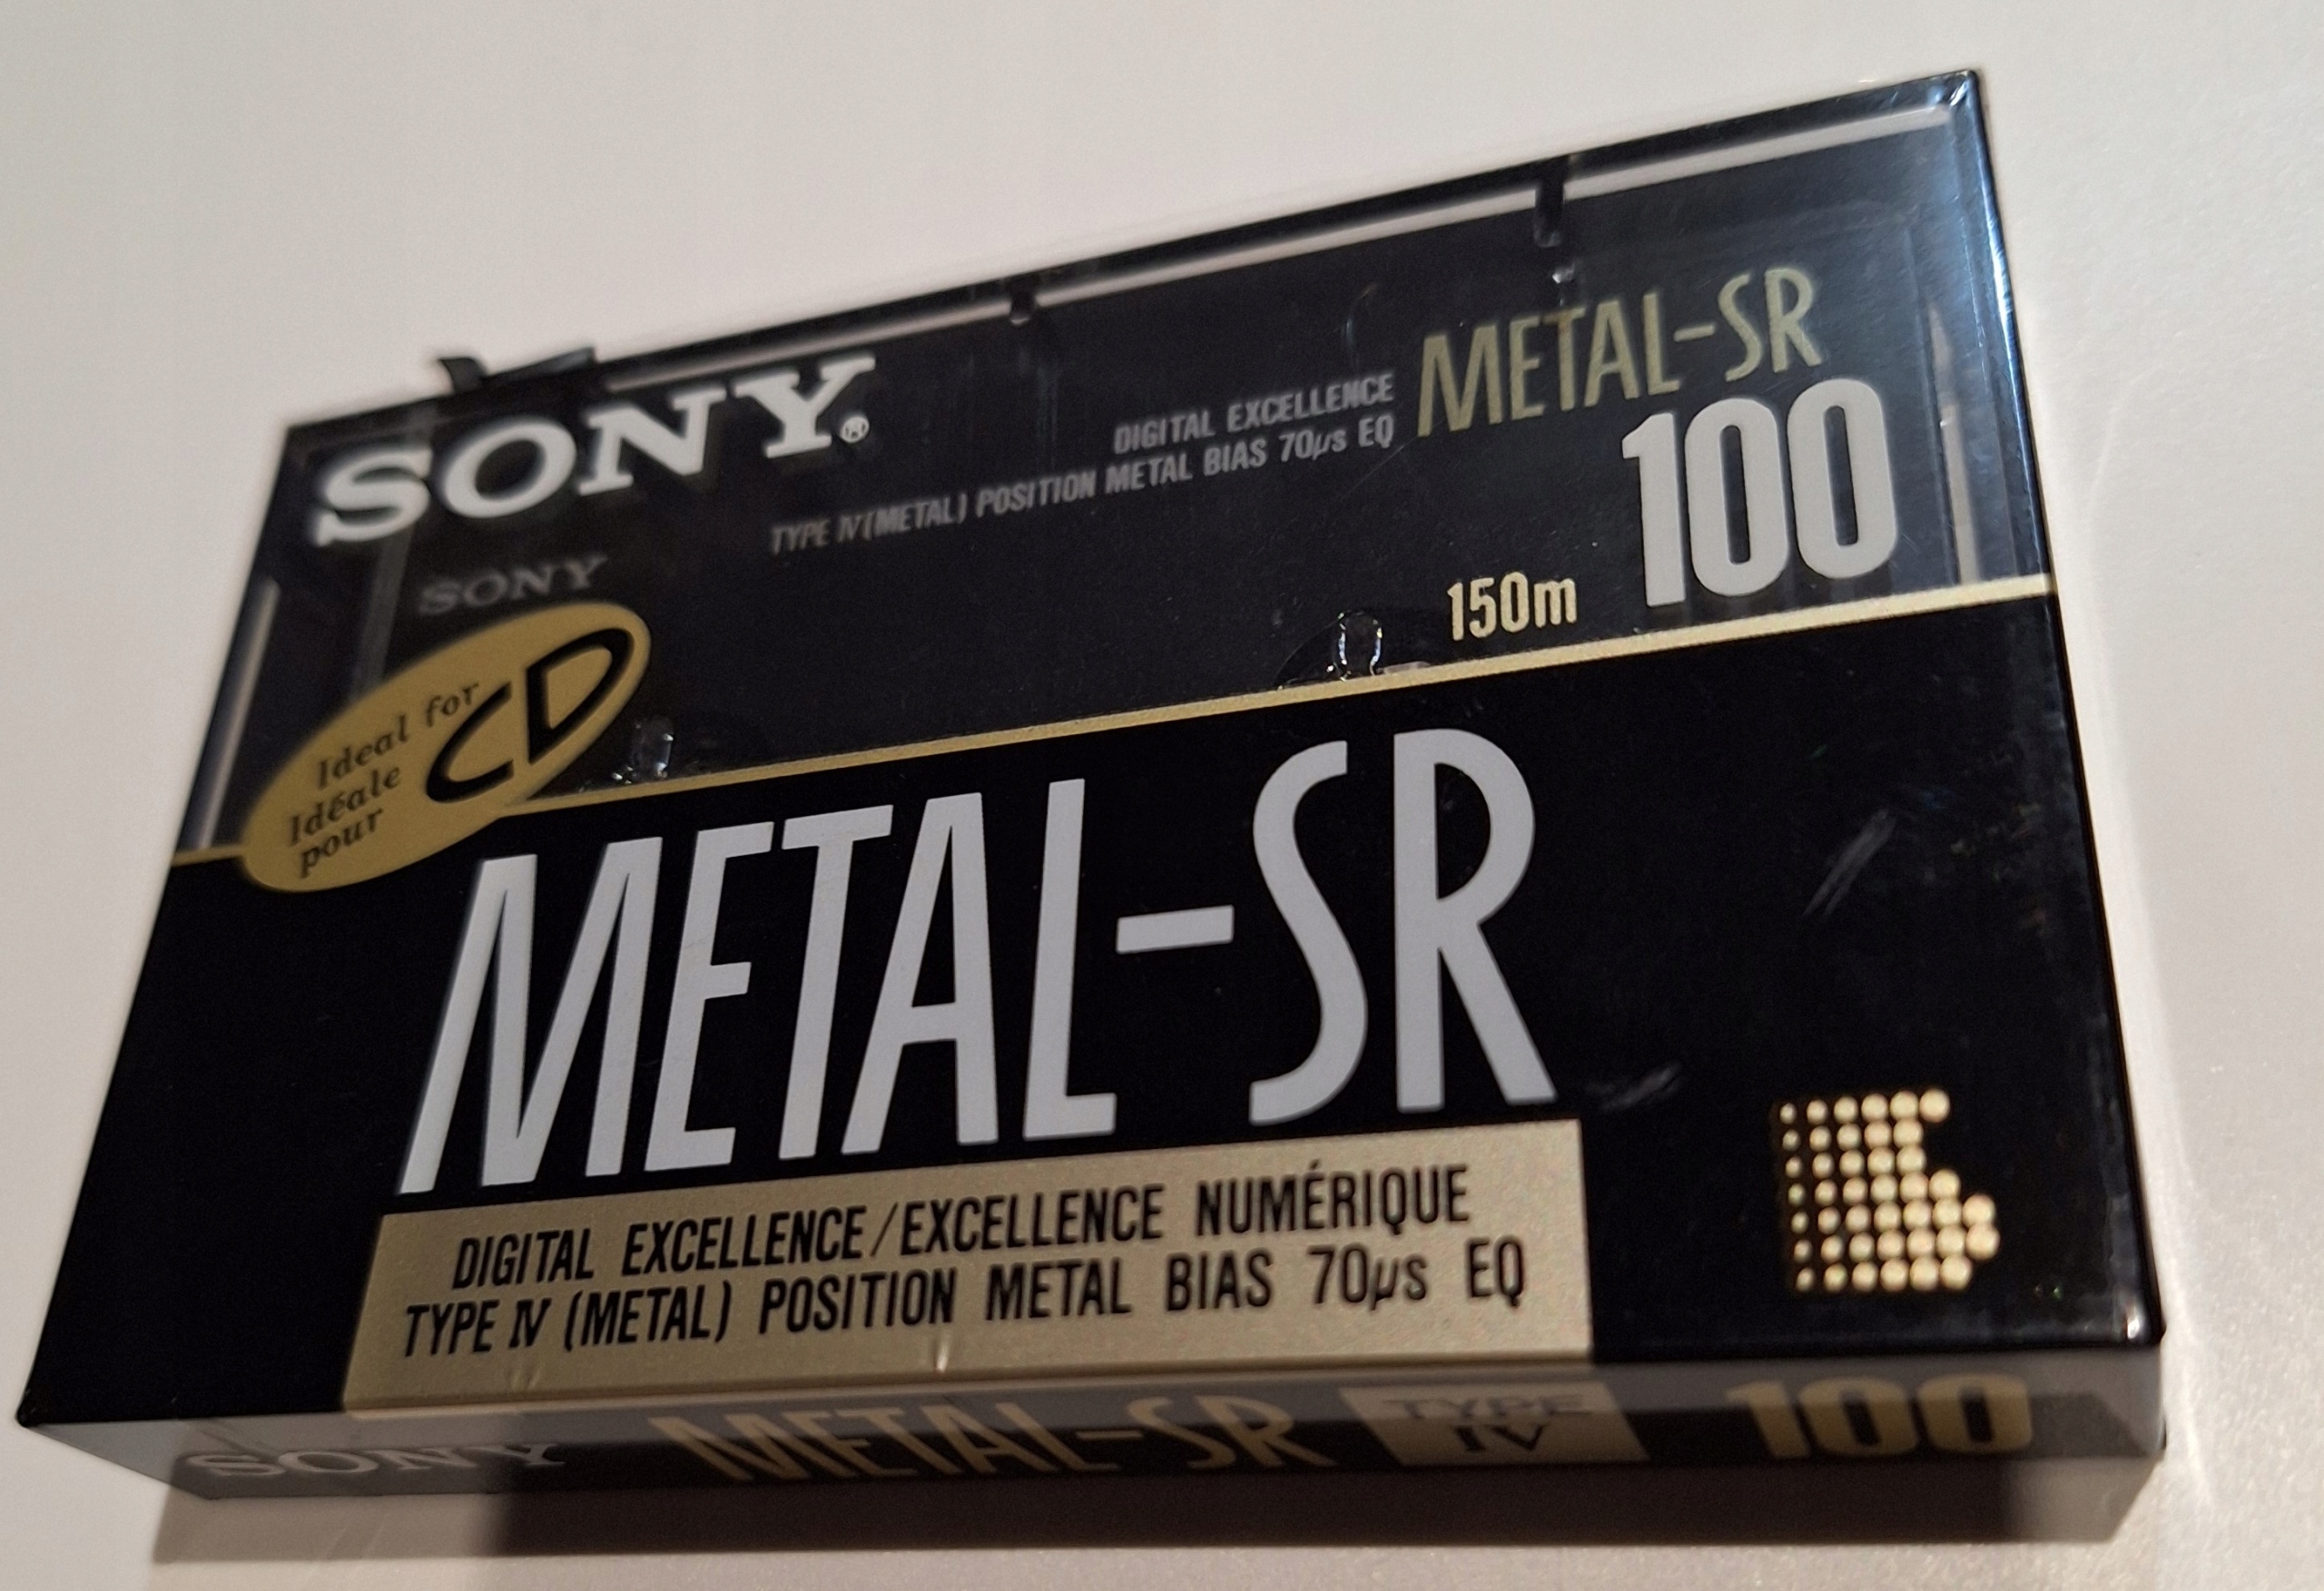 SONY®
METAL-SR
DIGITAL EXCELLENCE
TYPE IV (METAL) POSITION METAL BIAS 70µs EQ
100
150m
SONY
Ideal for
Idéale
pour
CD
METAL-SR
DIGITAL EXCELLENCE/EXCELLENCE NUMÉRIQUE
TYPE IV (METAL) POSITION METAL BIAS 70µs EQ
SONY METAL-SR TYPE IV 100